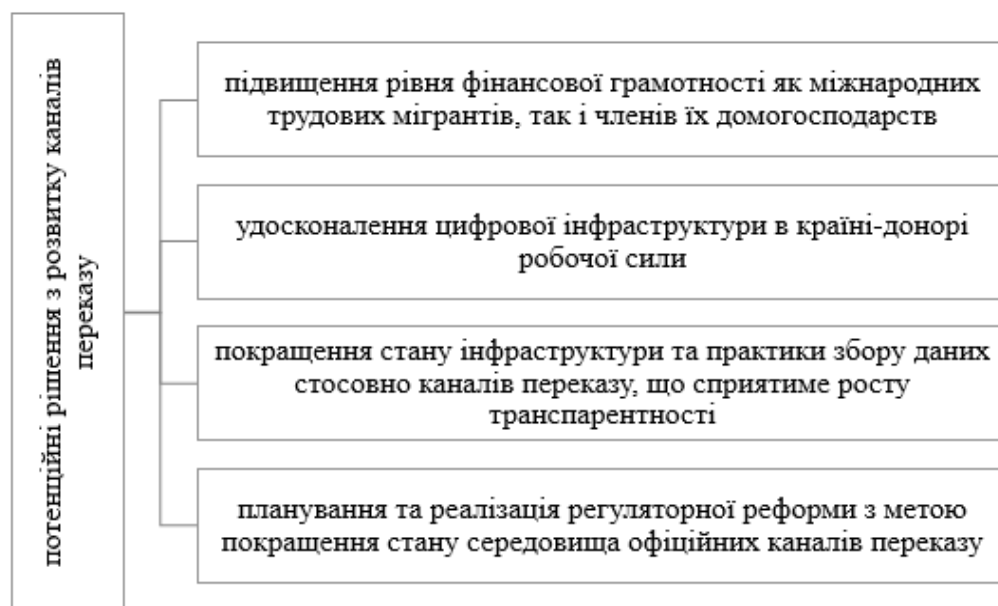 потенційні рішення з розвитку каналів
переказу
підвищення рівня фінансової грамотності як міжнародних
трудових мігрантів, так і членів їх домогосподарств
удосконалення цифрової інфраструктури в країні-донорі
робочої сили
покращення стану інфраструктури та практики збору даних
стосовно каналів переказу, що сприятиме росту
транспарентності
планування та реалізація регуляторної реформи з метою
покращення стану середовища офіційних каналів переказу